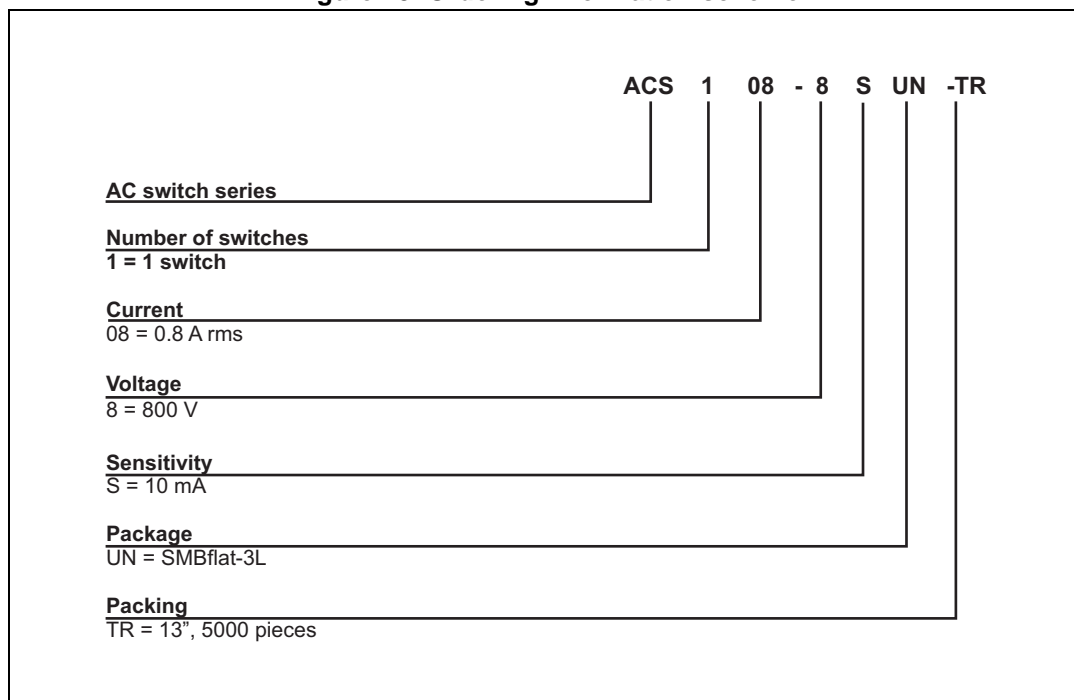 ACS 1 08 - 8 S UN -TR
AC switch series
Number of switches
1 = 1 switch
Current
08 = 0.8 A rms
Voltage
8 = 800 V
Sensitivity
S = 10 mA
Package
UN = SMBflat-3L
Packing
TR = 13”, 5000 pieces